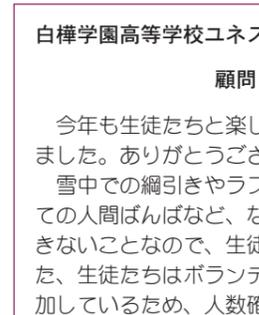 白樺学園高等学校ユネス
顧問
今年も生徒たちと楽し
ました。ありがとうござ
雪中での綱引きやラフ
ての人間ばんばなど、な
きないことなので、生徒
た、生徒たちはボランテ
加しているため、人数確